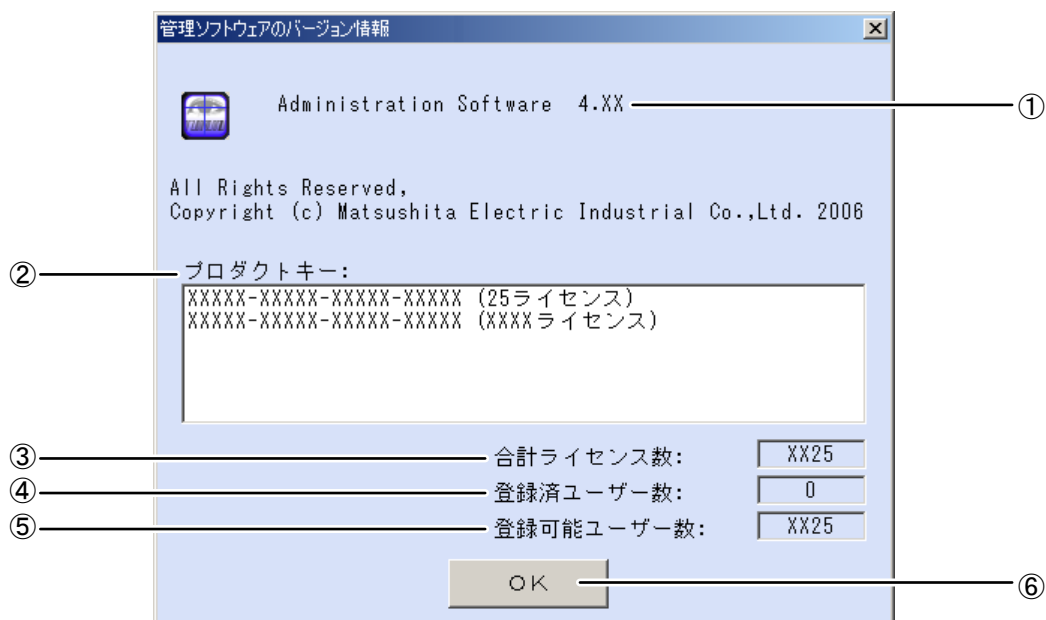 管理ソフトウェアのバージョン情報
Administration Software 4.XX
①
All Rights Reserved,
Copyright (c) Matsushita Electric Industrial Co.,Ltd. 2006
② プロダクトキー:
XXXXX-XXXXX-XXXXX-XXXXX (25ライセンス)
XXXXX-XXXXX-XXXXX-XXXXX (XXXXライセンス)
③ 合計ライセンス数: XX25
④ 登録済ユーザー数: 0
⑤ 登録可能ユーザー数: XX25
OK ⑥